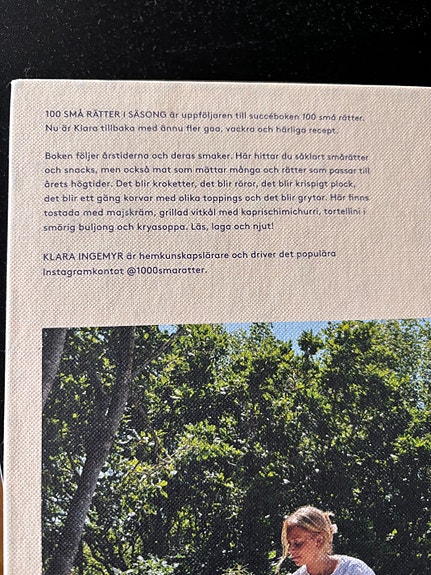 100 SMÅ RÄTTER I SÄSONG är uppföljaren till succéboken 100 små rätter.
Nu är Klara tillbaka med ännu fler goa, vackra och härliga recept.
Boken följer årstiderna och deras smaker. Här hittar du såklart smårätter
och snacks, men också mat som mättar många och rätter som passar till
årets högtider. Det blir kroketter, det blir röror, det blir krispigt plock,
det blir ett gäng korvar med olika toppings och det blir grytor. Här finns
tostada med majskräm, grillad vitkål med kaprischimichurri, tortellini i
smörig buljong och kryasoppa. Läs, laga och njut!
KLARA INGEMYR är hemkunskapslärare och driver det populära
Instagramkontot @1000smaratter.